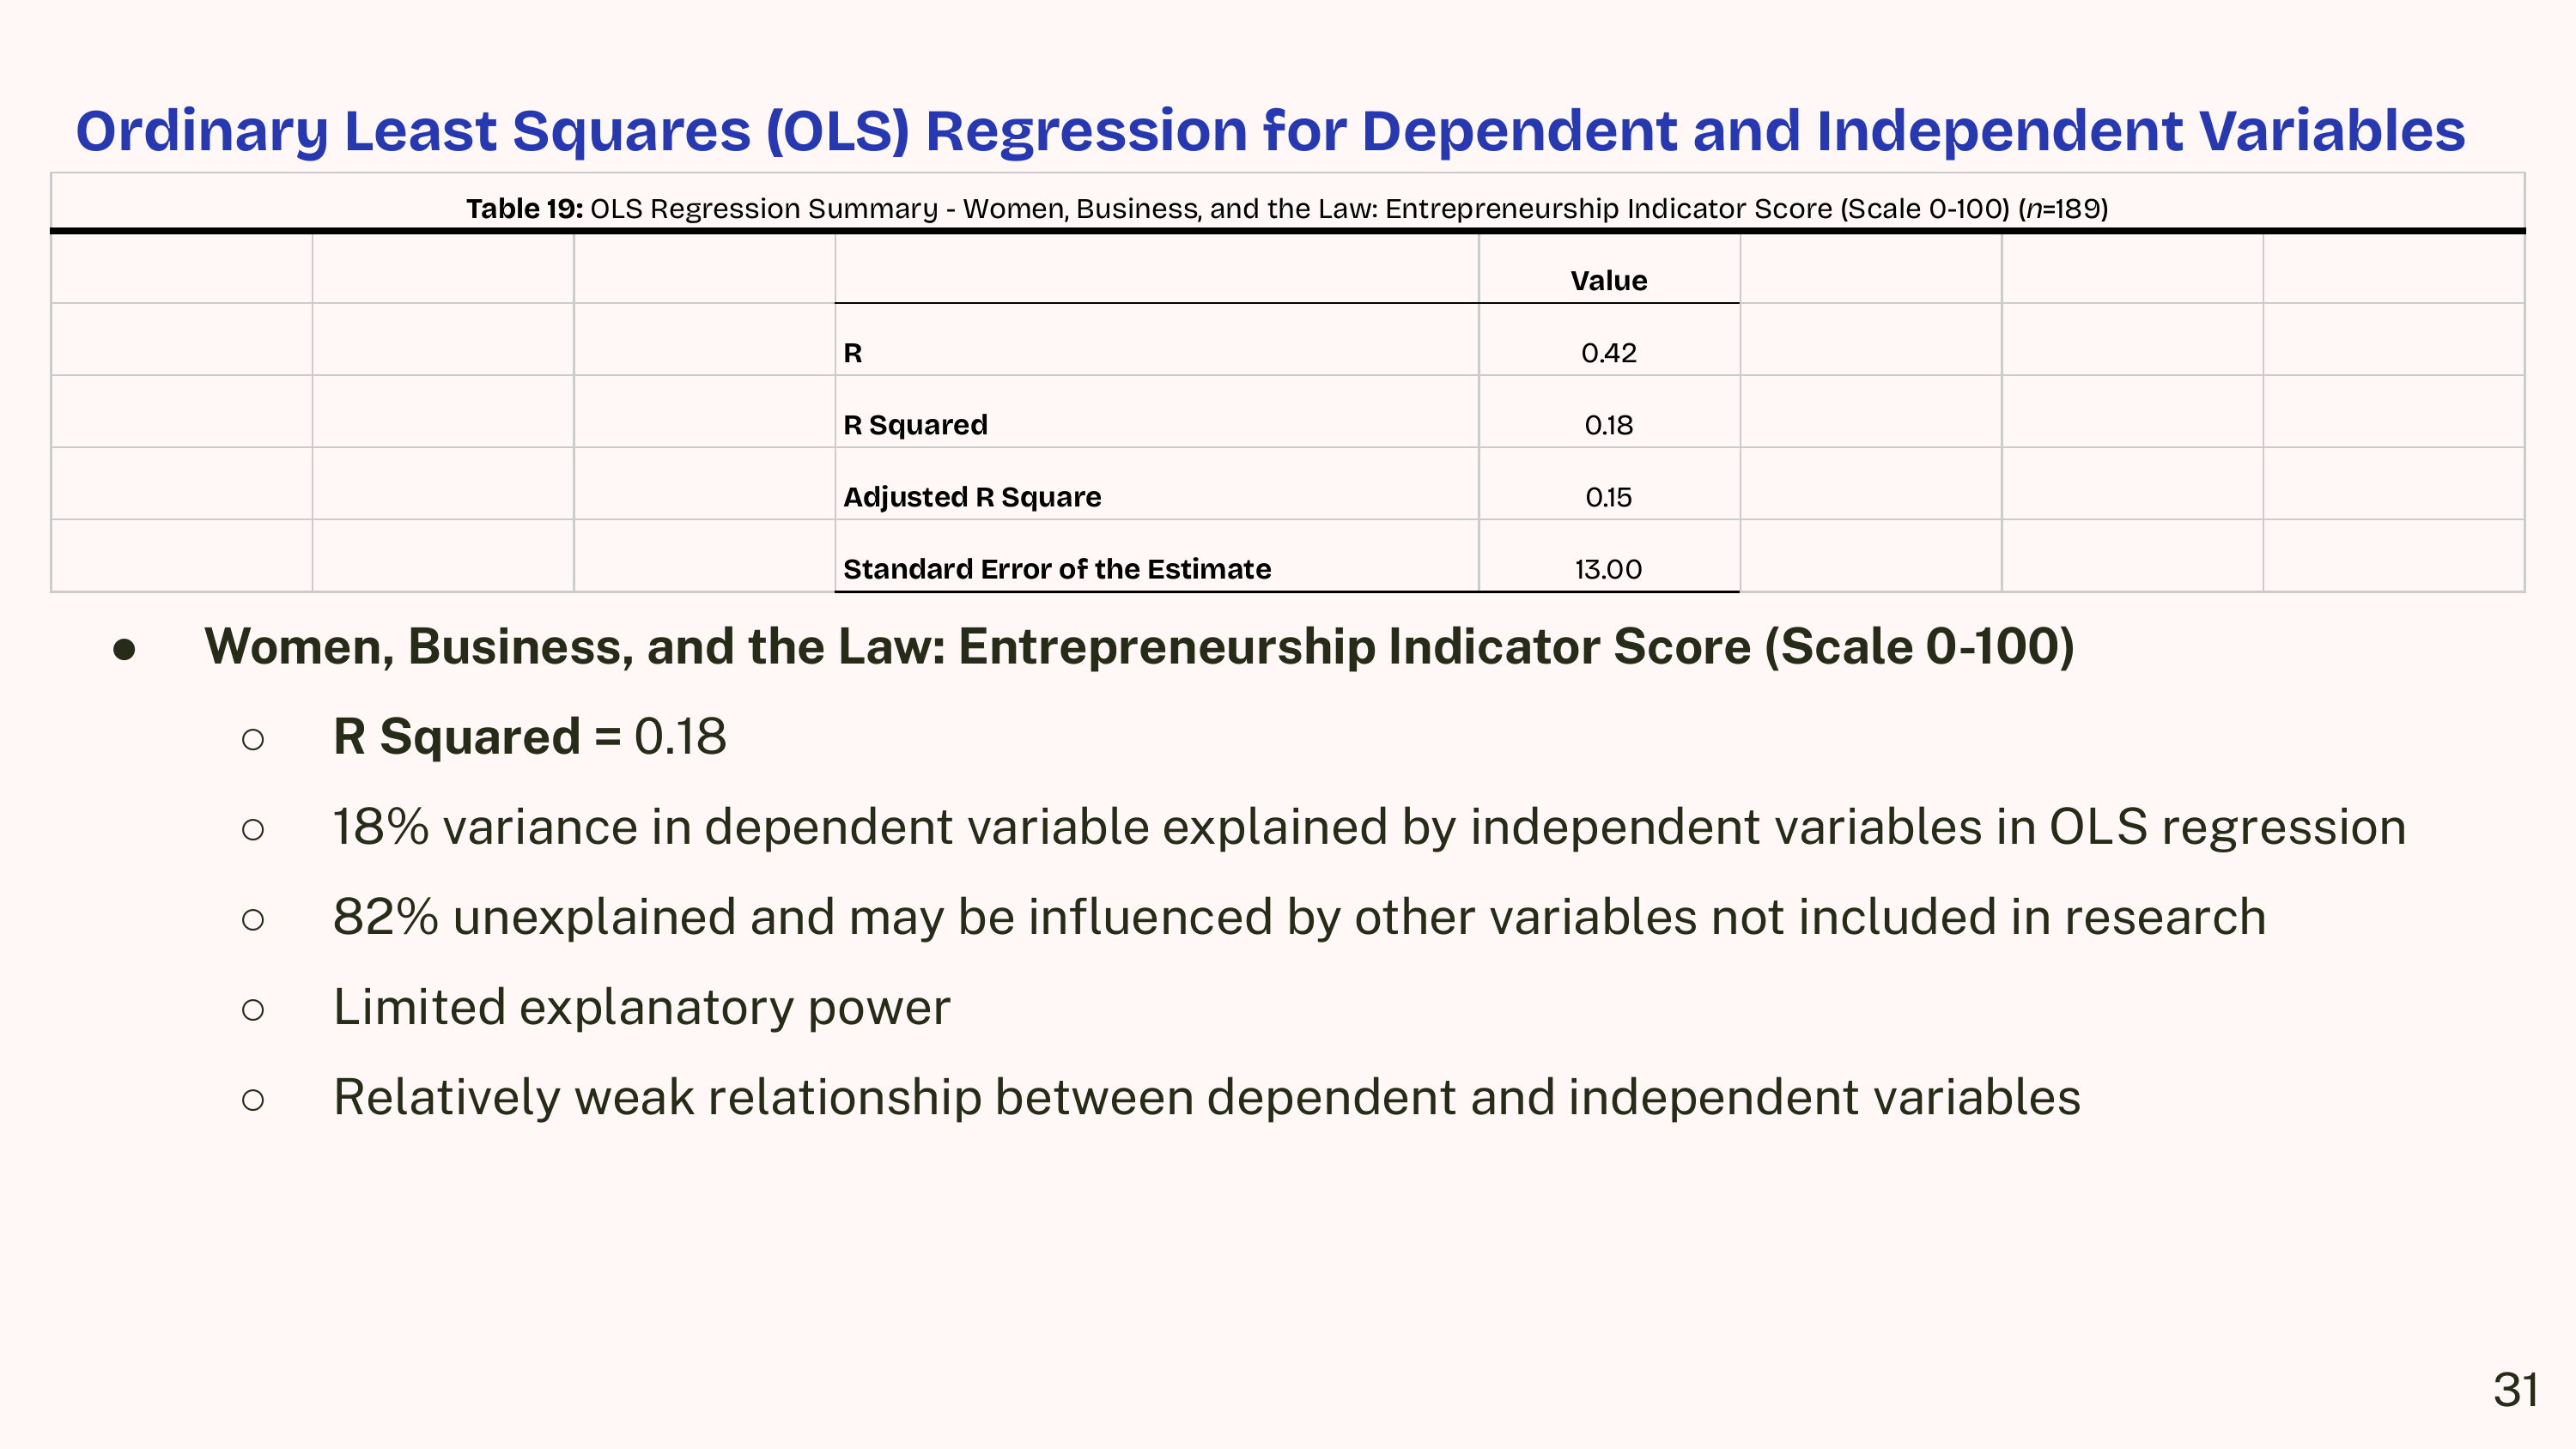 Ordinary Least Squares (OLS) Regression for Dependent and Independent Variables
Table 19: OLS Regression Summary - Women, Business, and the Law: Entrepreneurship Indicator Score (Scale 0-100) (n=189)
Value
R 0.42
R Squared 0.18
Adjusted R Square 0.15
Standard Error of the Estimate 13.00
● Women, Business, and the Law: Entrepreneurship Indicator Score (Scale 0-100)
○ R Squared = 0.18
○ 18% variance in dependent variable explained by independent variables in OLS regression
○ 82% unexplained and may be influenced by other variables not included in research
○ Limited explanatory power
○ Relatively weak relationship between dependent and independent variables
31